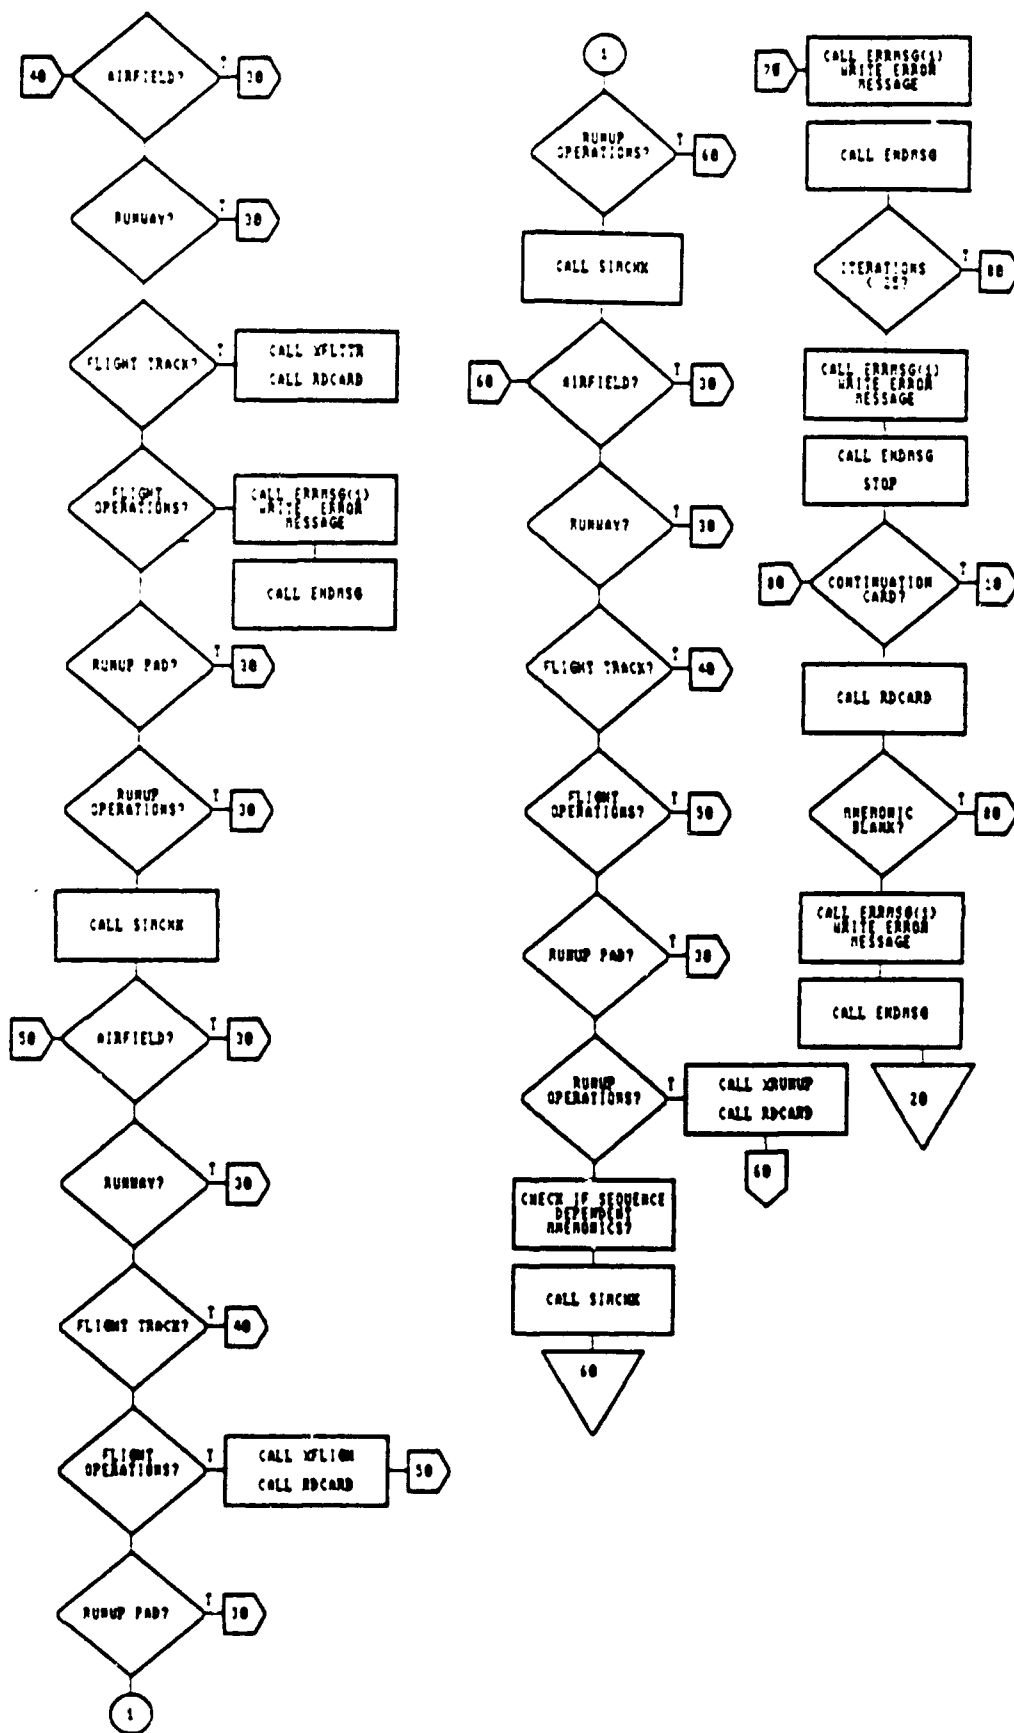 40
AIRFIELD?
T
30
RUNWAY?
T
30
FLIGHT TRACK?
T
CALL XFLTTR
CALL RDCARD
FLIGHT
OPERATIONS?
T
CALL ERRMSG(1)
WRITE ERROR
MESSAGE
CALL ENDMSG
RUNUP PAD?
T
30
RUNUP
OPERATIONS?
T
30
CALL SIMCHK
50
AIRFIELD?
T
30
RUNWAY?
T
30
FLIGHT TRACK?
T
40
FLIGHT
OPERATIONS?
T
CALL XFLIGH
CALL RDCARD
50
RUNUP PAD?
T
30
1
1
RUNUP
OPERATIONS?
T
60
CALL SIMCHK
60
AIRFIELD?
T
30
RUNWAY?
T
30
FLIGHT TRACK?
T
40
FLIGHT
OPERATIONS?
T
50
RUNUP PAD?
T
30
RUNUP
OPERATIONS?
T
CALL XRUNUP
CALL RDCARD
60
CHECK IF SEQUENCE
DEPENDENT
MNEMONICS?
CALL SIMCHK
60
70
CALL ERRMSG(1)
WRITE ERROR
MESSAGE
CALL ENDMSG
ITERATIONS
T
80
CALL ERRMSG(1)
WRITE ERROR
MESSAGE
CALL ENDMSG
STOP
80
CONTINUATION
CARD?
T
10
CALL RDCARD
MNEMONIC
BLANK?
T
80
CALL ERRMSG(1)
WRITE ERROR
MESSAGE
CALL ENDMSG
20